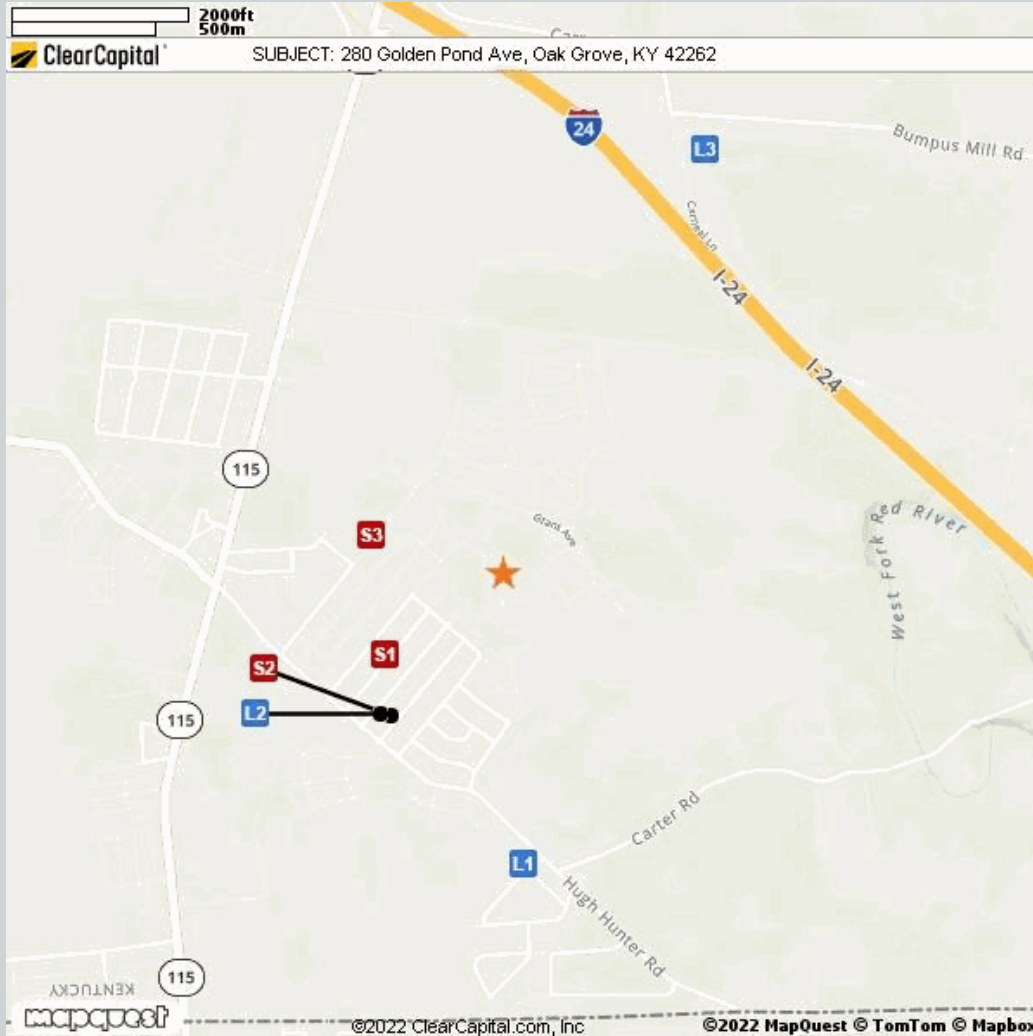 2000ft
500m
ClearCapital
SUBJECT: 280 Golden Pond Ave, Oak Grove, KY 42262
24
L3
Bumpus Mill Rd
Carneal Ln
I-24
I-24
115
West Fork Red River
S3
Grant Ave
S1
S2
L2
115
Carter Rd
L1
Hugh Hunter Rd
115
KENTUCKY
mapquest
©2022 ClearCapital.com, Inc
©2022 MapQuest © TomTom © Mapbo